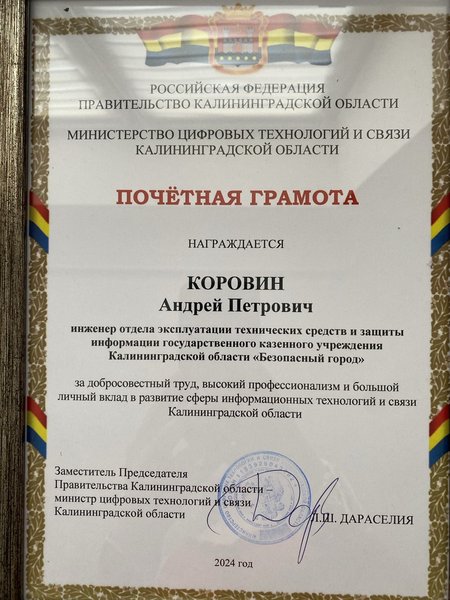 РОССИЙСКАЯ ФЕДЕРАЦИЯ
ПРАВИТЕЛЬСТВО КАЛИНИНГРАДСКОЙ ОБЛАСТИ
МИНИСТЕРСТВО ЦИФРОВЫХ ТЕХНОЛОГИЙ И СВЯЗИ
КАЛИНИНГРАДСКОЙ ОБЛАСТИ
ПОЧЁТНАЯ ГРАМОТА
НАГРАЖДАЕТСЯ
КОРОВИН
Андрей Петрович
инженер отдела эксплуатации технических средств и защиты
информации государственного казенного учреждения
Калининградской области «Безопасный город»
за добросовестный труд, высокий профессионализм и большой
личный вклад в развитие сферы информационных технологий и связи
Калининградской области
Заместитель Председателя
Правительства Калининградской области –
министр цифровых технологий и связи
Калининградской области
Л.Ш. ДАРАСЕЛИЯ
2024 год